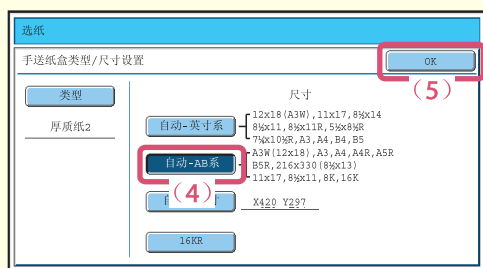 选纸
手送纸盒类型/尺寸设置
OK
(5)
类型
厚质纸2
尺寸
自动-英寸系
12x18(A3W),11x17,8½x14
8½x11,8½x11R,5½x8½R
7¼x10½R,A3,A4,B4,B5
自动-AB系
A3W(12x18),A3,A4,A4R,A5R
B5R,216x330(8½x13)
11x17,8½x11,8K,16K
(4)
X420 Y297
16KR